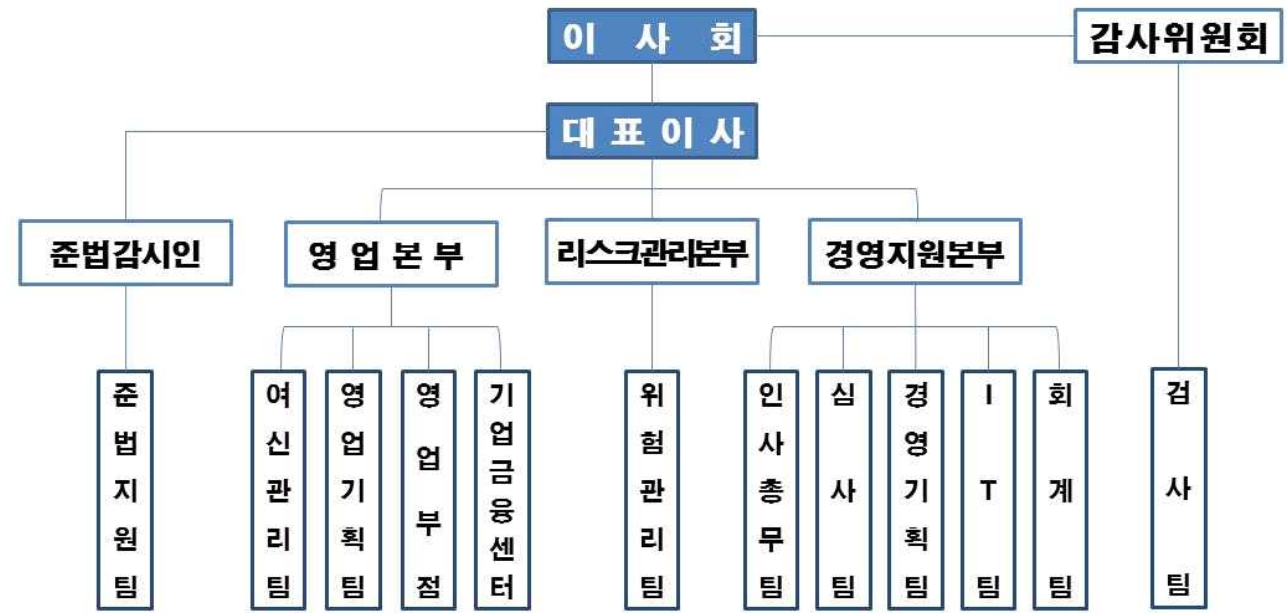 이 사 회
감사위원회
대 표 이 사
준법감시인
영 업 본 부
리스크관리본부
경영지원본부
준법지원팀
여신관리팀
영업기획팀
영업부점
기업금융센터
위험관리팀
인사총무팀
심사팀
경영기획팀
IT팀
회계팀
검사팀